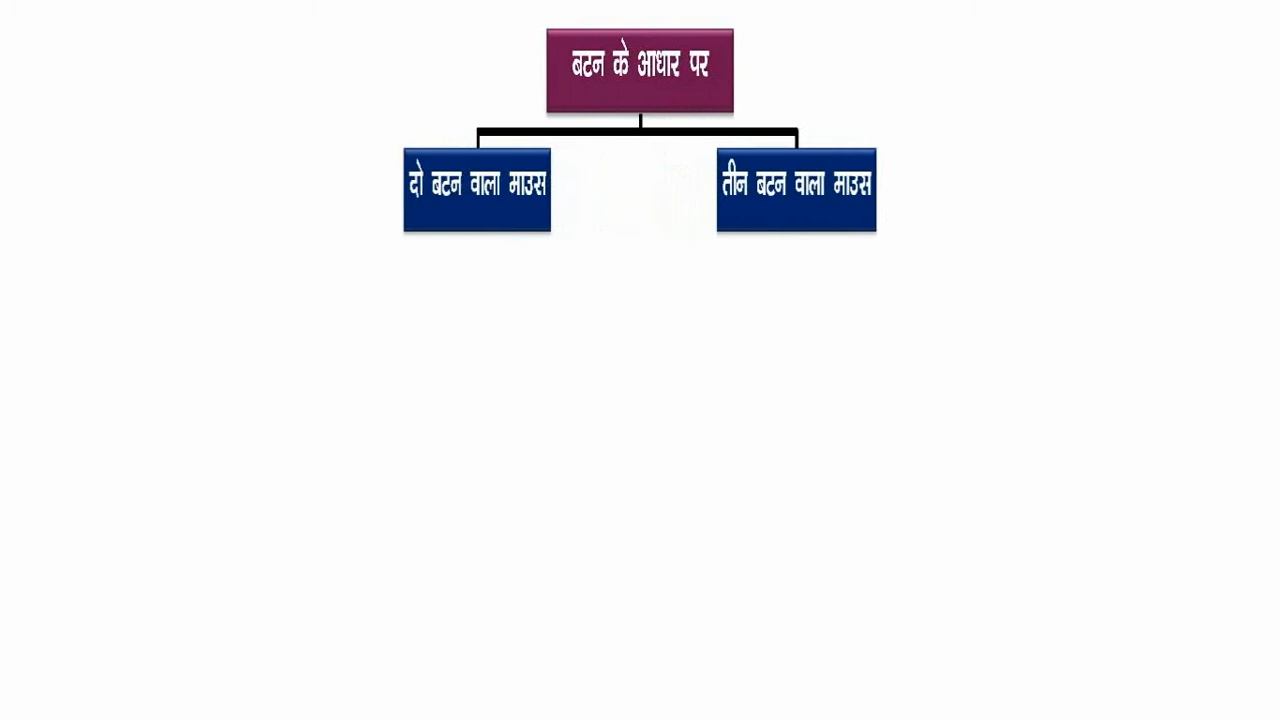 बटन के आधार पर
दो बटन वाला माउस
तीन बटन वाला माउस